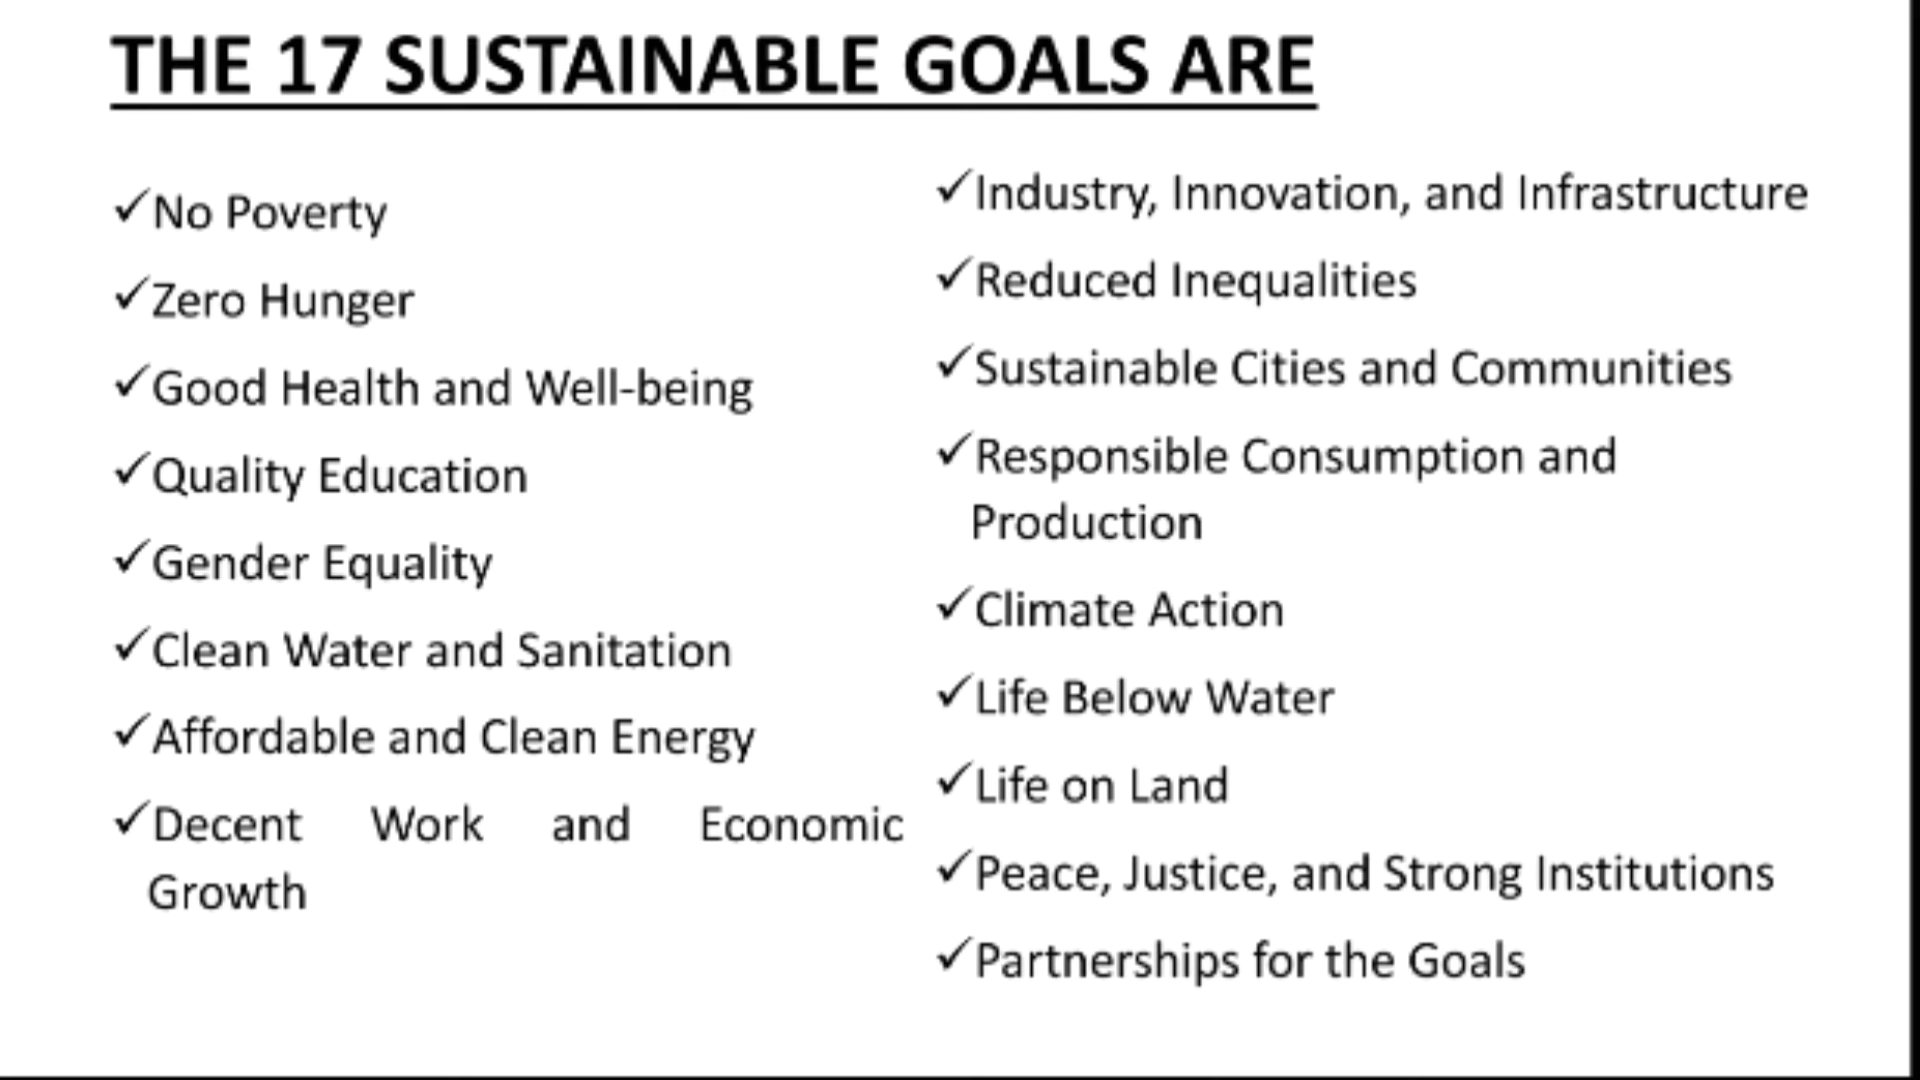 THE 17 SUSTAINABLE GOALS ARE
✓No Poverty
✓Zero Hunger
✓Good Health and Well-being
✓Quality Education
✓Gender Equality
✓Clean Water and Sanitation
✓Affordable and Clean Energy
✓Decent Work and Economic
Growth
✓Industry, Innovation, and Infrastructure
✓Reduced Inequalities
✓Sustainable Cities and Communities
✓Responsible Consumption and
Production
✓Climate Action
✓Life Below Water
✓Life on Land
✓Peace, Justice, and Strong Institutions
✓Partnerships for the Goals